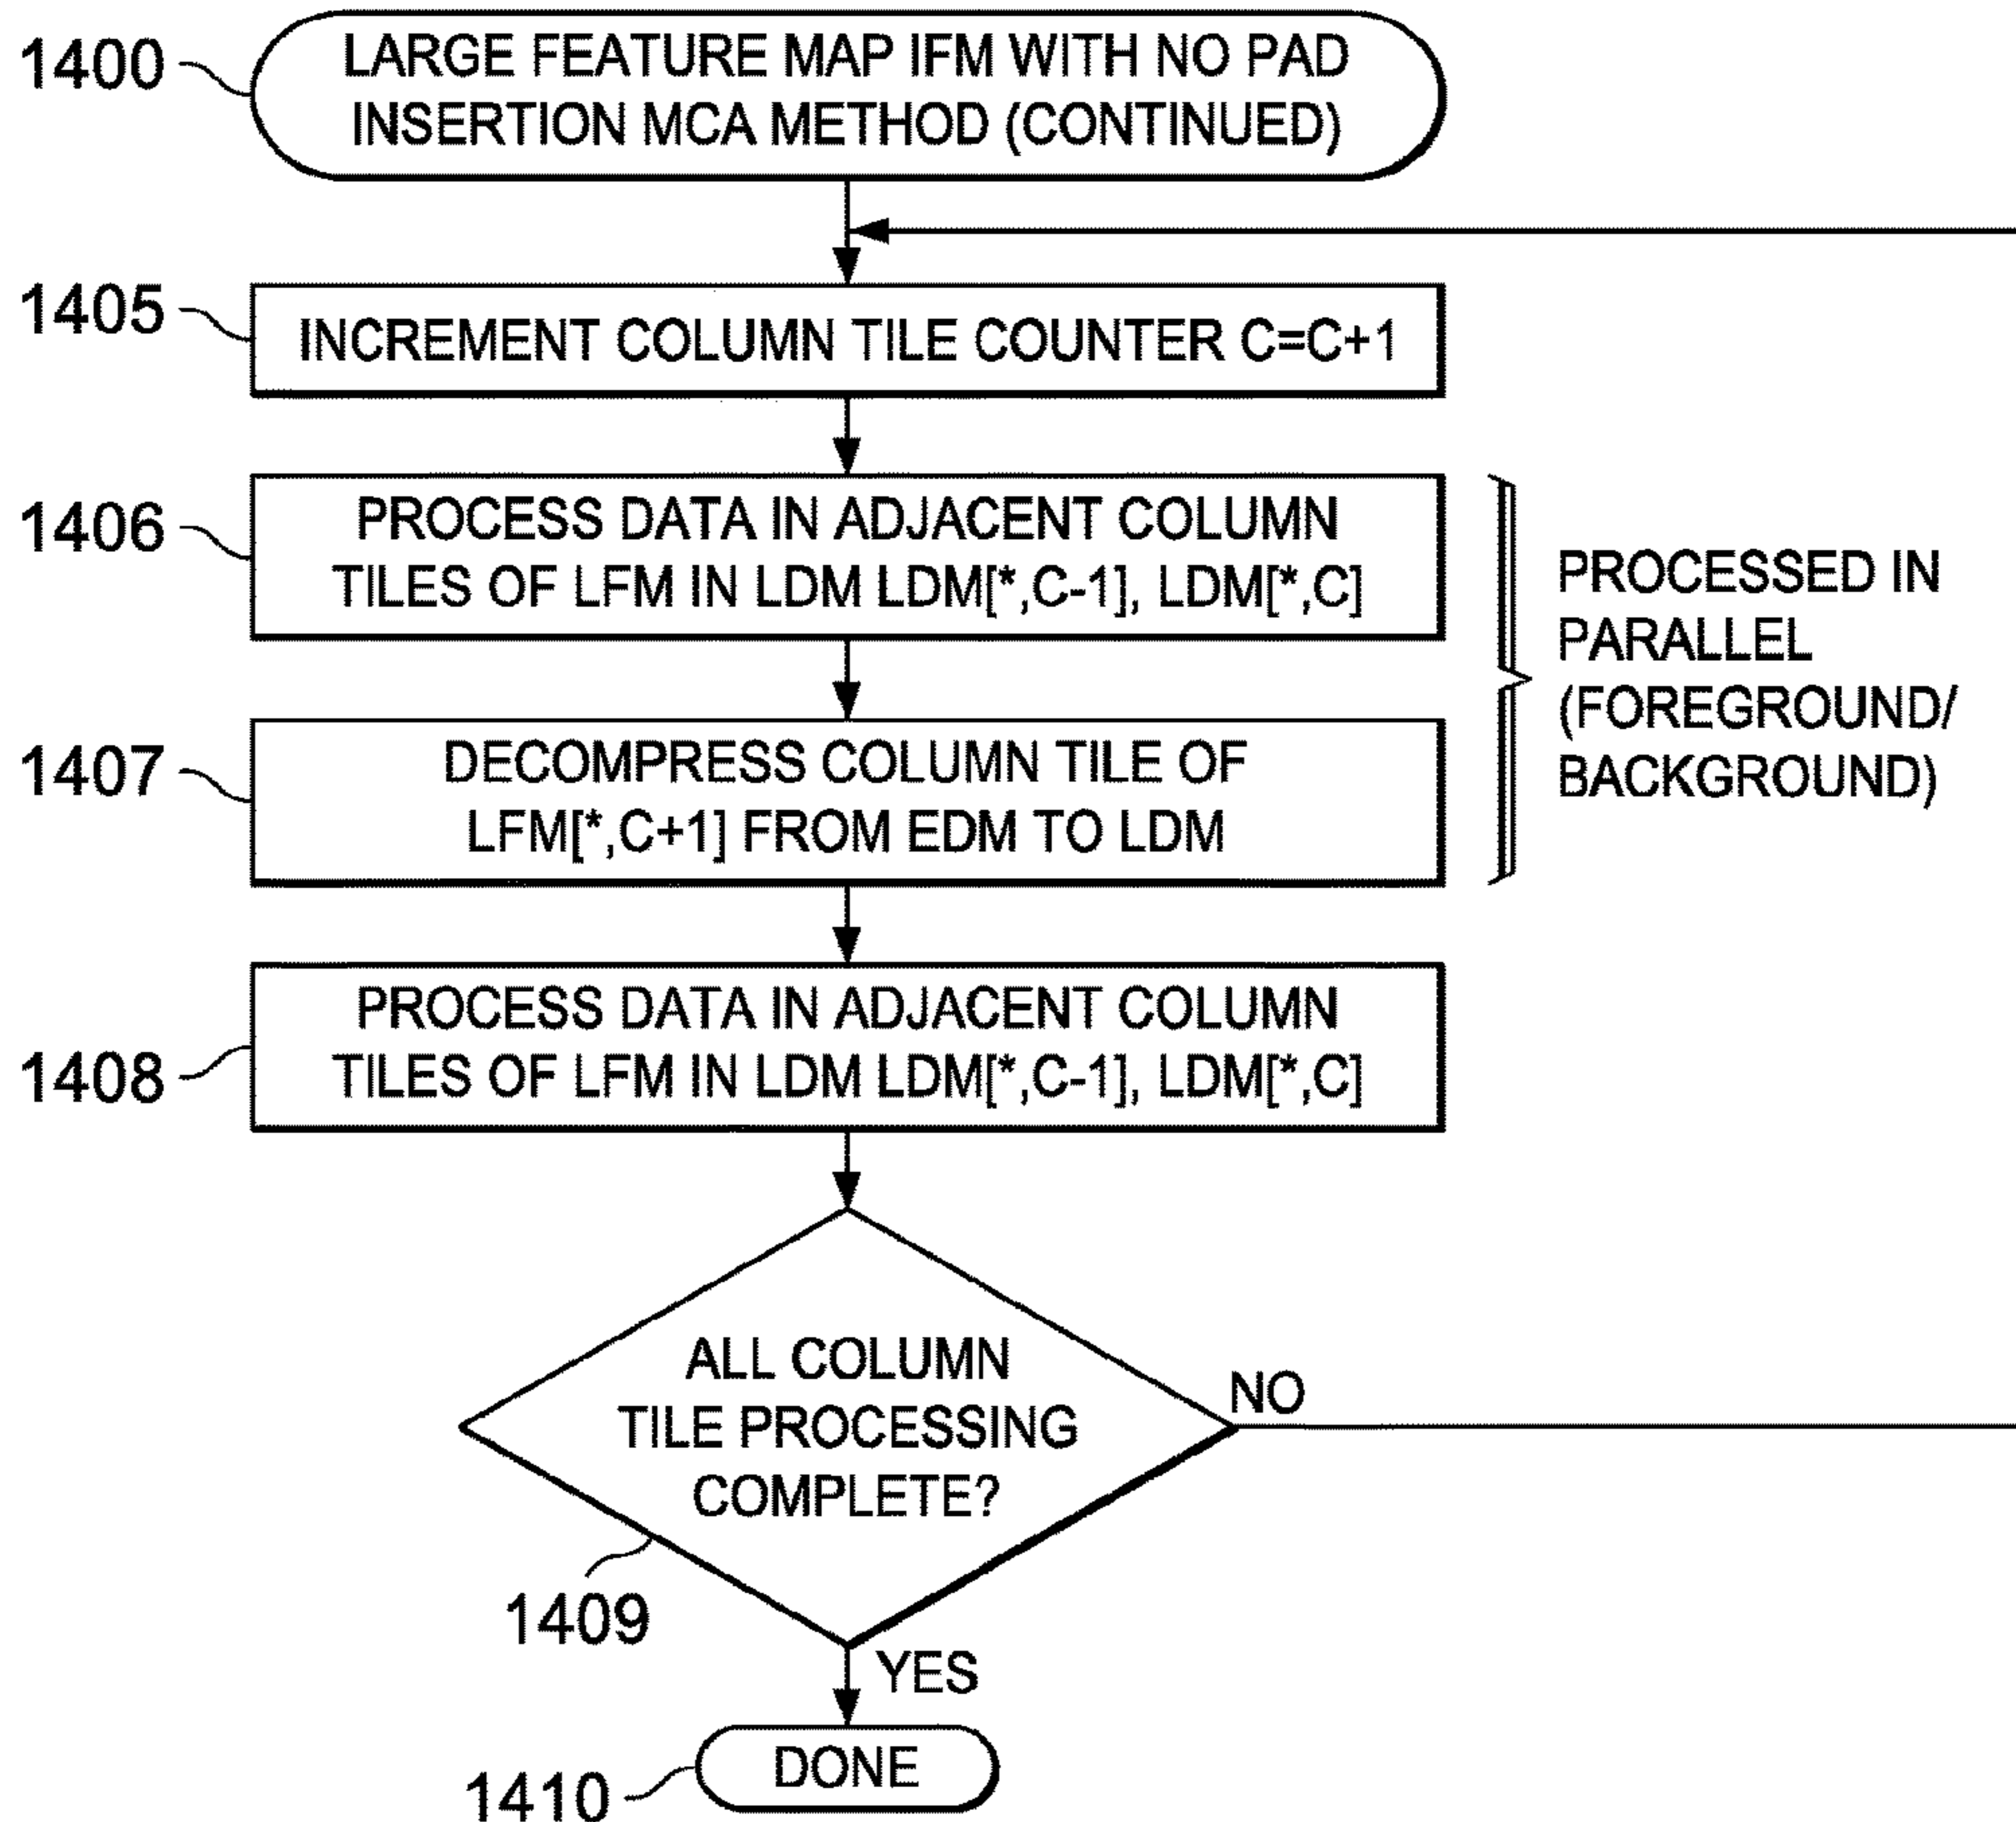 1400
LARGE FEATURE MAP IFM WITH NO PAD
INSERTION MCA METHOD (CONTINUED)
1405
INCREMENT COLUMN TILE COUNTER C=C+1
1406
PROCESS DATA IN ADJACENT COLUMN
TILES OF LFM IN LDM LDM[*,C-1], LDM[*,C]
PROCESSED IN
PARALLEL
(FOREGROUND/
BACKGROUND)
1407
DECOMPRESS COLUMN TILE OF
LFM[*,C+1] FROM EDM TO LDM
1408
PROCESS DATA IN ADJACENT COLUMN
TILES OF LFM IN LDM LDM[*,C-1], LDM[*,C]
ALL COLUMN
TILE PROCESSING
COMPLETE?
NO
1409
YES
DONE
1410